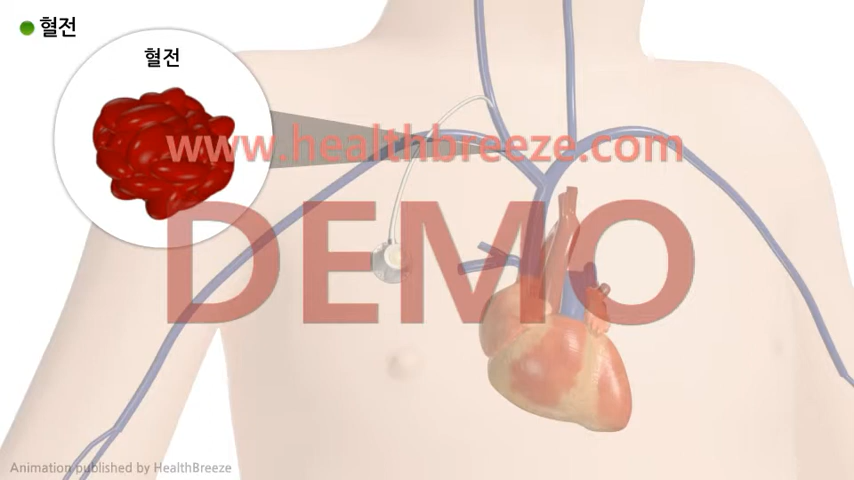 혈전
혈전
www.healthbreeze.com
DEMO
Animation published by HealthBreeze